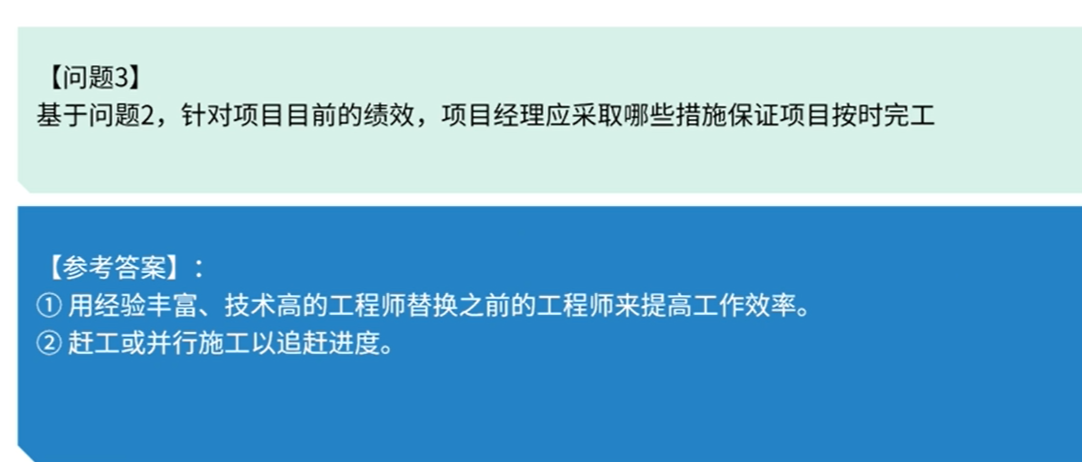 【问题3】
基于问题2，针对项目目前的绩效，项目经理应采取哪些措施保证项目按时完工
【参考答案】：
① 用经验丰富、技术高的工程师替换之前的工程师来提高工作效率。
② 赶工或并行施工以追赶进度。